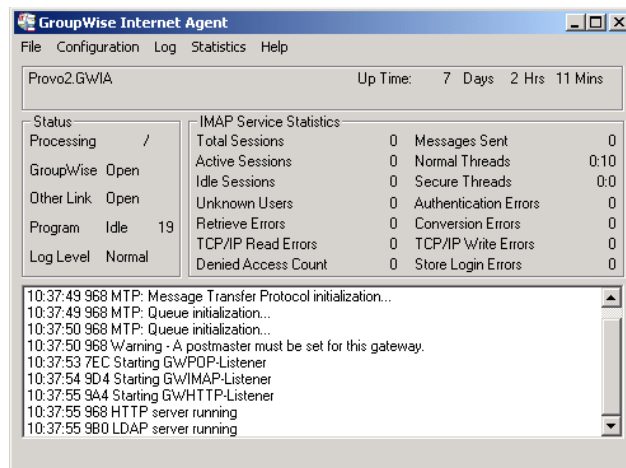 GroupWise Internet Agent
File Configuration Log Statistics Help
Provo2.GWIA Up Time: 7 Days 2 Hrs 11 Mins
Status
Processing /
GroupWise Open
Other Link Open
Program Idle 19
Log Level Normal
IMAP Service Statistics
Total Sessions 0 Messages Sent 0
Active Sessions 0 Normal Threads 0:10
Idle Sessions 0 Secure Threads 0:0
Unknown Users 0 Authentication Errors 0
Retrieve Errors 0 Conversion Errors 0
TCP/IP Read Errors 0 TCP/IP Write Errors 0
Denied Access Count 0 Store Login Errors 0
10:37:49 968 MTP: Message Transfer Protocol initialization...
10:37:49 968 MTP: Queue initialization...
10:37:50 968 MTP: Queue initialization...
10:37:50 968 Warning - A postmaster must be set for this gateway.
10:37:53 7EC Starting GWPOP-Listener
10:37:54 9D4 Starting GWIMAP-Listener
10:37:55 9A4 Starting GWHTTP-Listener
10:37:55 968 HTTP server running
10:37:55 9B0 LDAP server running